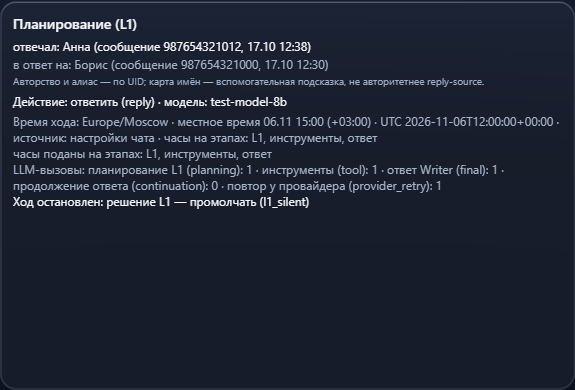 Планирование (L1)
отвечал: Анна (сообщение 987654321012, 17.10 12:38)
в ответ на: Борис (сообщение 987654321000, 17.10 12:30)
Авторство и алиас — по UID; карта имён — вспомогательная подсказка, не авторитетнее reply-source.
Действие: ответить (reply) · модель: test-model-8b
Время хода: Europe/Moscow · местное время 06.11 15:00 (+03:00) · UTC 2026-11-06T12:00:00+00:00 ·
источник: настройки чата · часы на этапах: L1, инструменты, ответ
часы поданы на этапах: L1, инструменты, ответ
LLM-вызовы: планирование L1 (planning): 1 · инструменты (tool): 1 · ответ Writer (final): 1 ·
продолжение ответа (continuation): 0 · повтор у провайдера (provider_retry): 1
Ход остановлен: решение L1 — промолчать (l1_silent)